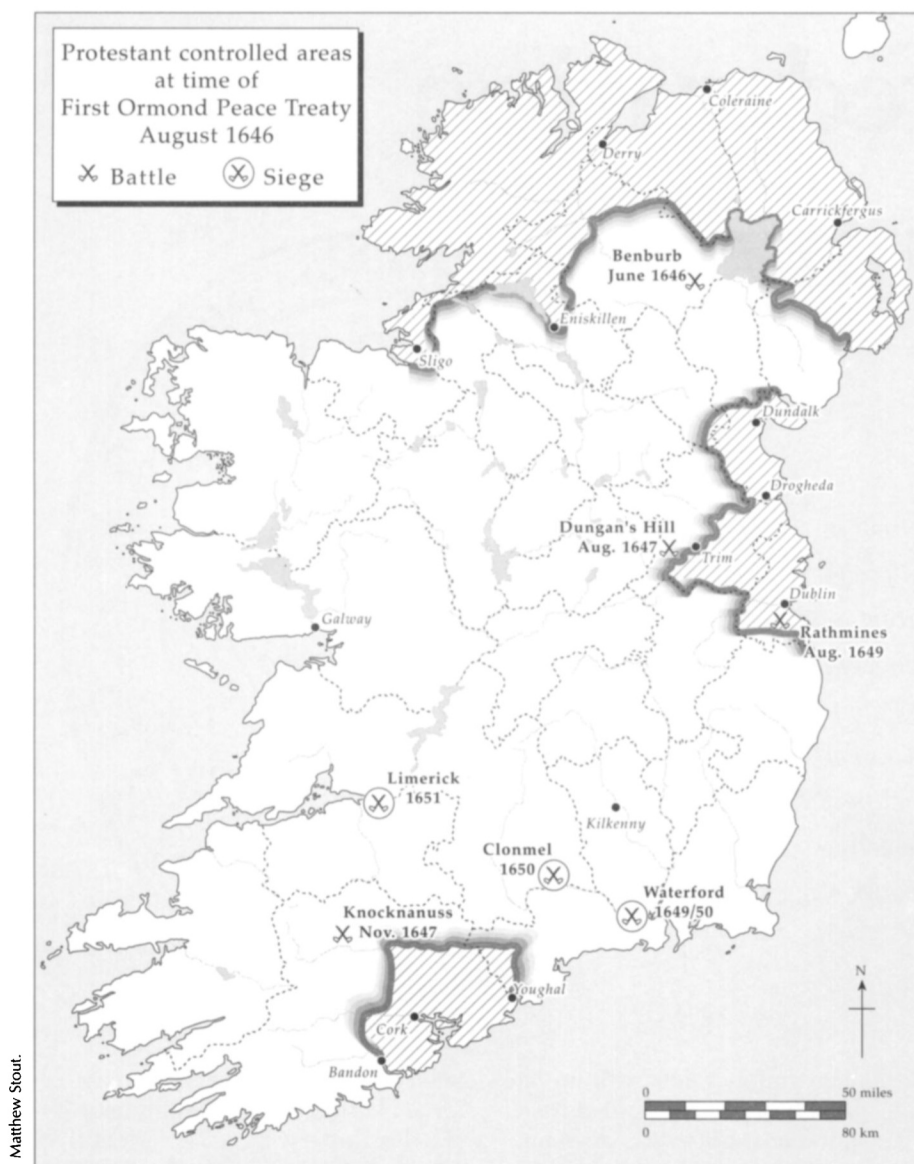 Protestant controlled areas
at time of
First Ormond Peace Treaty
August 1646
Battle
Siege
Coleraine
Derry
Carrickfergus
Benburb
June 1646
Eniskillen
Sligo
Dundalk
Drogheda
Dungan's Hill
Aug. 1647
Trim
Dublin
Rathmines
Aug. 1649
Galway
Limerick
1651
Kilkenny
Clonmel
1650
Waterford
1649/50
Knocknanuss
Nov. 1647
Youghal
Cork
Bandon
N
0 50 miles
0 80 km
Matthew Stout.